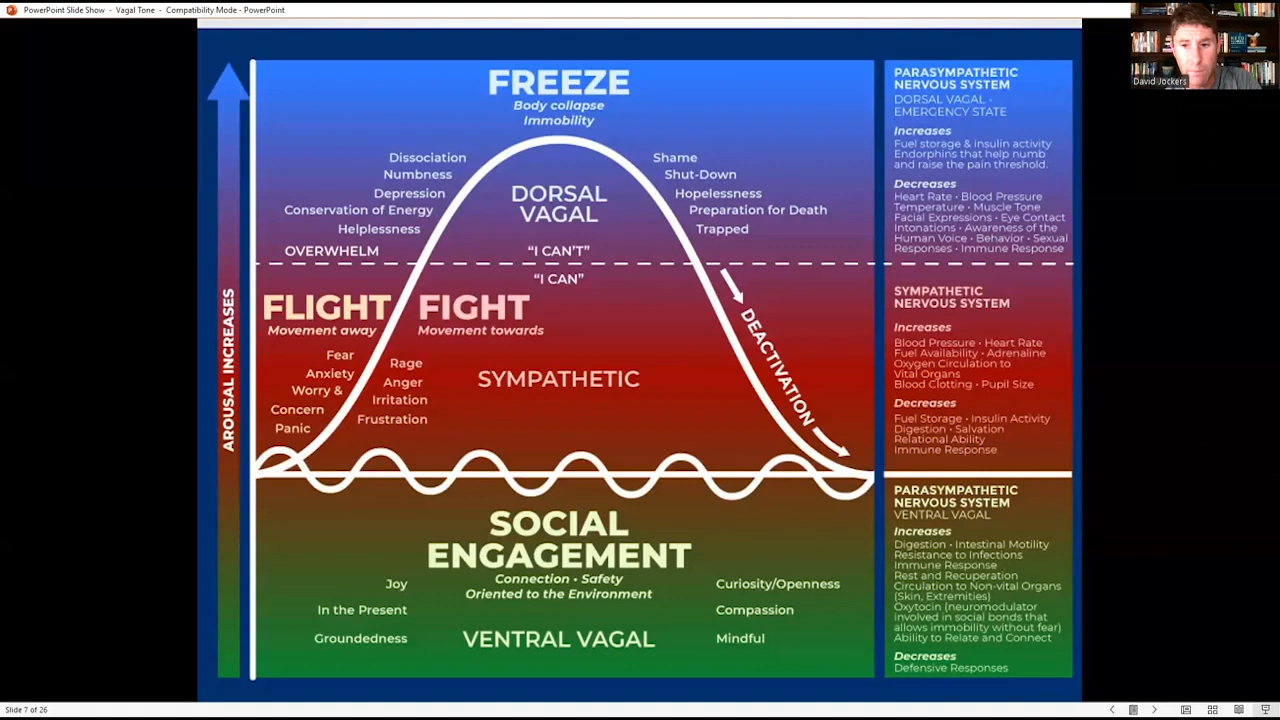 PowerPoint Slide Show - Vagal Tone - Compatibility Mode - PowerPoint
David Jockers
AROUSAL INCREASES
FREEZE
Body collapse
Immobility
Dissociation
Numbness
Depression
Conservation of Energy
Helplessness
OVERWHELM
DORSAL
VAGAL
"I CAN'T"
"I CAN"
Shame
Shut-Down
Hopelessness
Preparation for Death
Trapped
FLIGHT
Movement away
Fear
Anxiety
Worry &
Concern
Panic
FIGHT
Movement towards
Rage
Anger
Irritation
Frustration
SYMPATHETIC
DEACTIVATION
SOCIAL
ENGAGEMENT
Connection • Safety
Oriented to the Environment
Joy
In the Present
Groundedness
VENTRAL VAGAL
Curiosity/Openness
Compassion
Mindful
PARASYMPATHETIC
NERVOUS SYSTEM
DORSAL VAGAL -
EMERGENCY STATE
Increases
Fuel storage & insulin activity
Endorphins that help numb
and raise the pain threshold.
Decreases
Heart Rate • Blood Pressure
Temperature • Muscle Tone
Facial Expressions • Eye Contact
Intonations • Awareness of the
Human Voice • Behavior • Sexual
Responses • Immune Response
SYMPATHETIC
NERVOUS SYSTEM
Increases
Blood Pressure • Heart Rate
Fuel Availability • Adrenaline
Oxygen Circulation to
Vital Organs
Blood Clotting • Pupil Size
Decreases
Fuel Storage • Insulin Activity
Digestion • Salvation
Relational Ability
Immune Response
PARASYMPATHETIC
NERVOUS SYSTEM
VENTRAL VAGAL
Increases
Digestion • Intestinal Motility
Resistance to Infections
Immune Response
Rest and Recuperation
Circulation to Non-vital Organs
(Skin, Extremities)
Oxytocin (neuromodulator
involved in social bonds that
allows immobility without fear)
Ability to Relate and Connect
Decreases
Defensive Responses
Slide 7 of 26